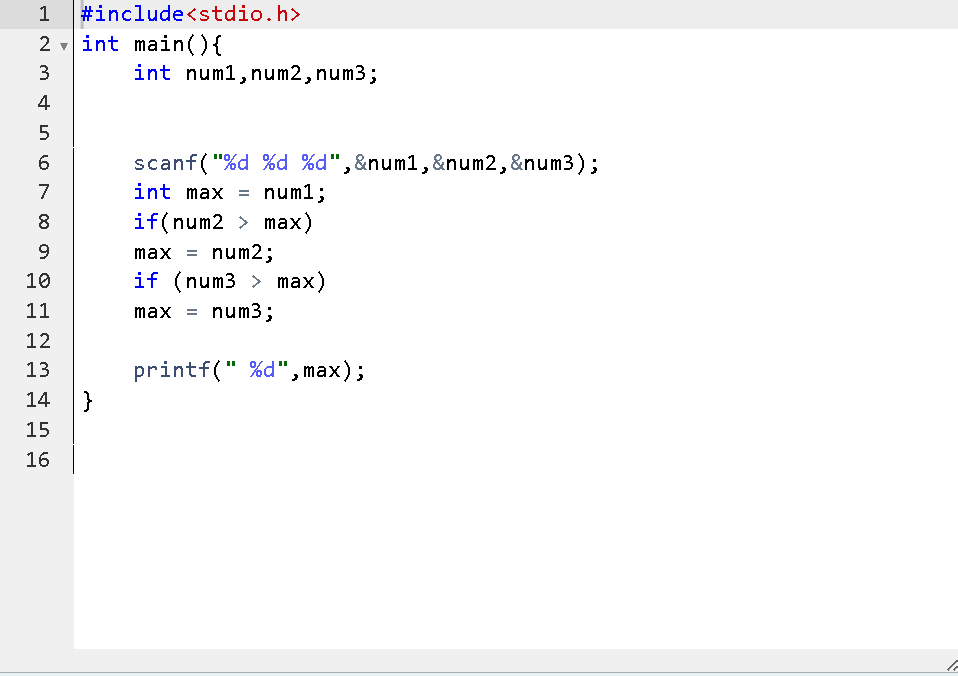 1 #include<stdio.h>
2 int main(){
3     int num1,num2,num3;
4
5
6     scanf("%d %d %d",&num1,&num2,&num3);
7     int max = num1;
8     if(num2 > max)
9     max = num2;
10     if (num3 > max)
11     max = num3;
12
13     printf(" %d",max);
14 }
15
16